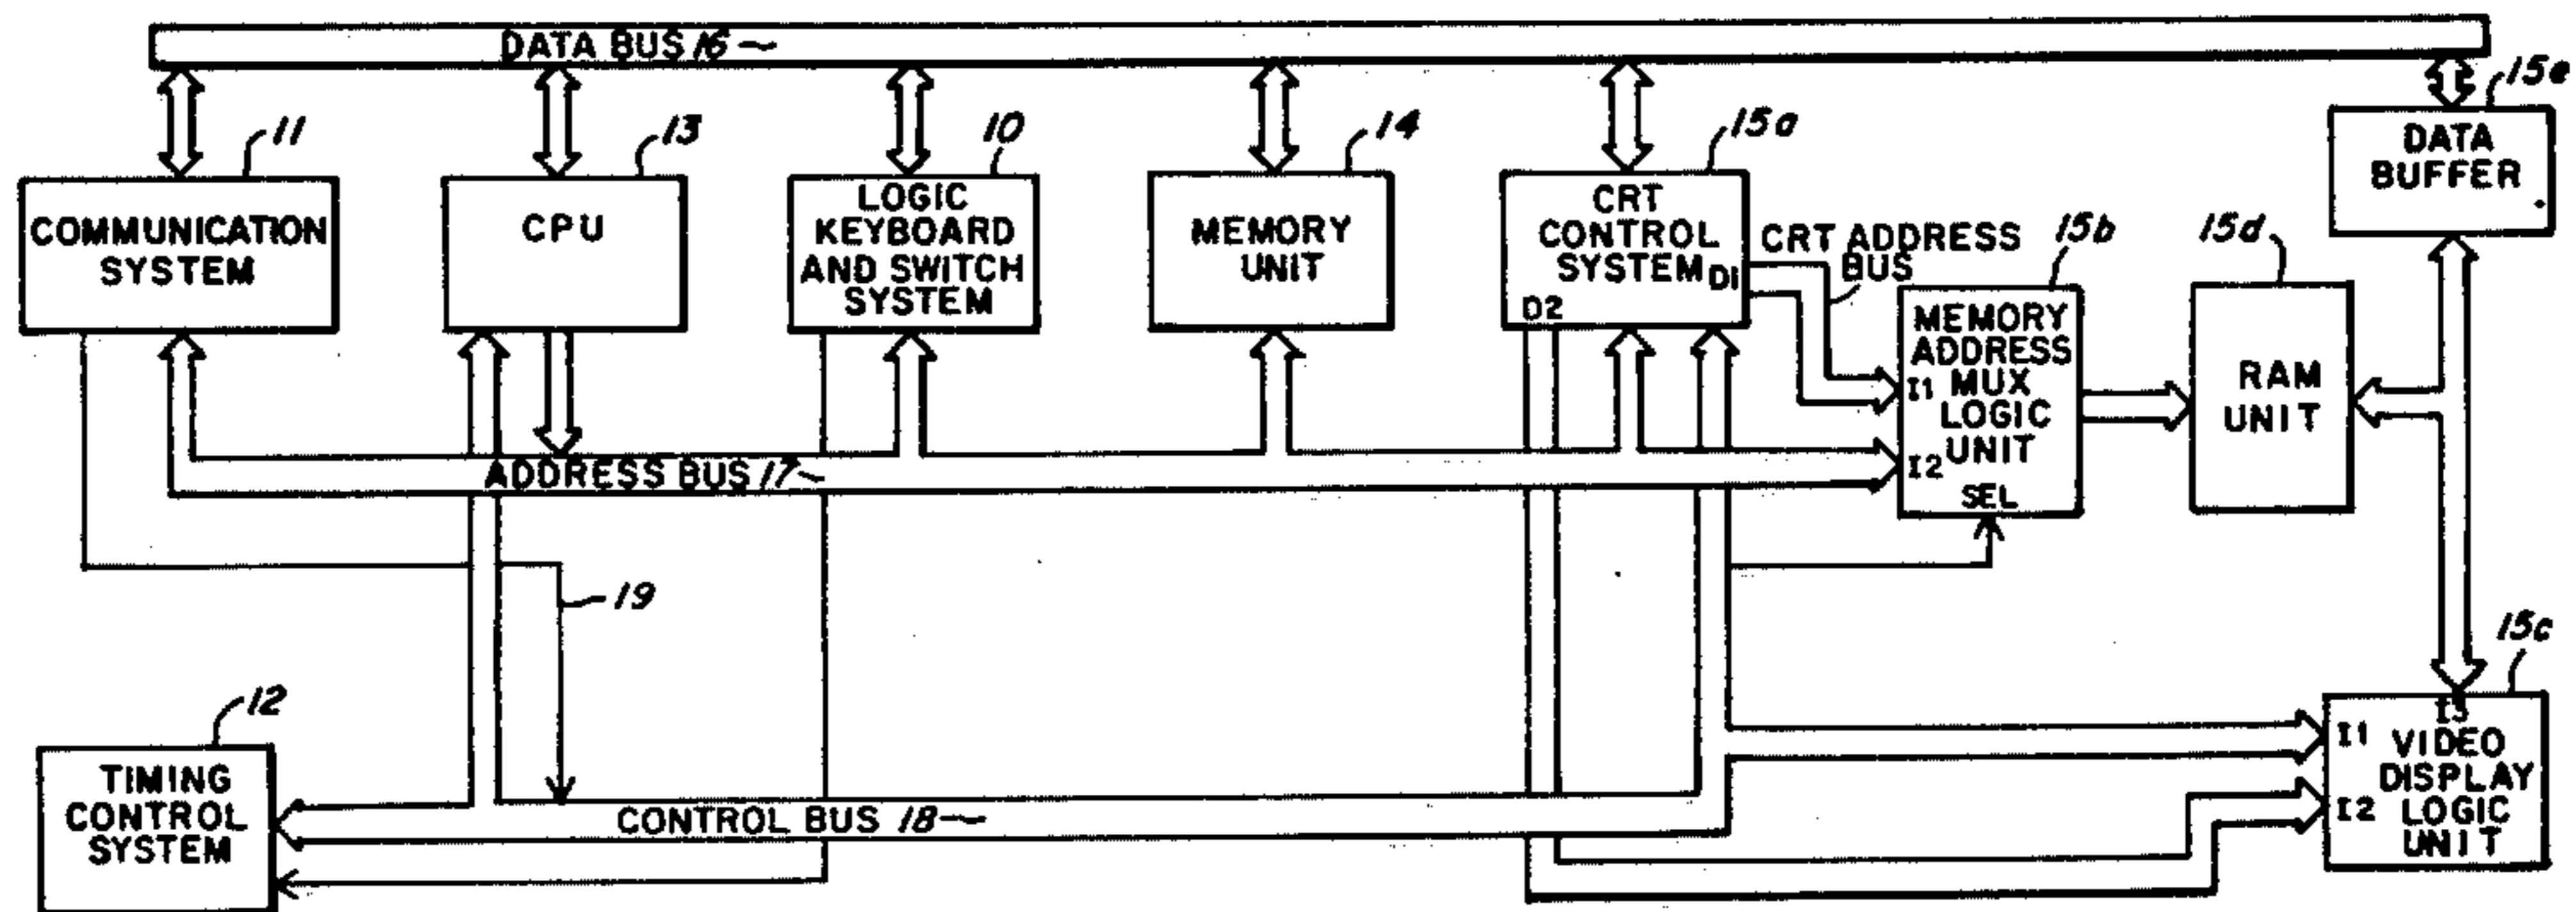 DATA BUS 16
15e
DATA
BUFFER
11
COMMUNICATION
SYSTEM
13
CPU
10
LOGIC
KEYBOARD
AND SWITCH
SYSTEM
14
MEMORY
UNIT
15a
CRT
CONTROL
SYSTEM
D1
D2
CRT ADDRESS
BUS
15b
MEMORY
ADDRESS
I1 MUX
LOGIC
UNIT
I2
SEL
15d
RAM
UNIT
ADDRESS BUS 17
19
12
TIMING
CONTROL
SYSTEM
CONTROL BUS 18
15c
I3
I1 VIDEO
DISPLAY
I2 LOGIC
UNIT